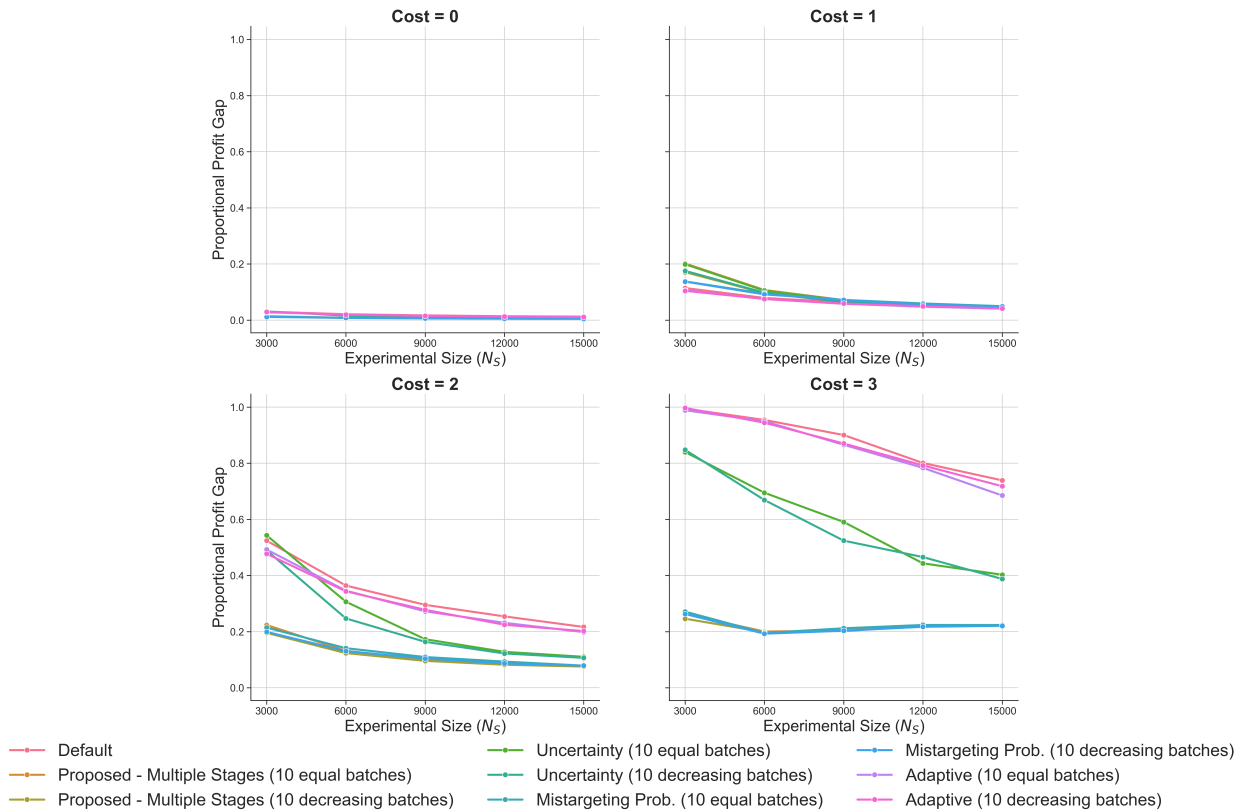 Cost = 0
Cost = 1
Proportional Profit Gap
1.0
0.8
0.6
0.4
0.2
0.0
3000 6000 9000 12000 15000
3000 6000 9000 12000 15000
Experimental Size (N_S)
Experimental Size (N_S)
Cost = 2
Cost = 3
Proportional Profit Gap
1.0
0.8
0.6
0.4
0.2
0.0
3000 6000 9000 12000 15000
3000 6000 9000 12000 15000
Experimental Size (N_S)
Experimental Size (N_S)
Default
Proposed - Multiple Stages (10 equal batches)
Proposed - Multiple Stages (10 decreasing batches)
Uncertainty (10 equal batches)
Uncertainty (10 decreasing batches)
Mistargeting Prob. (10 equal batches)
Mistargeting Prob. (10 decreasing batches)
Adaptive (10 equal batches)
Adaptive (10 decreasing batches)